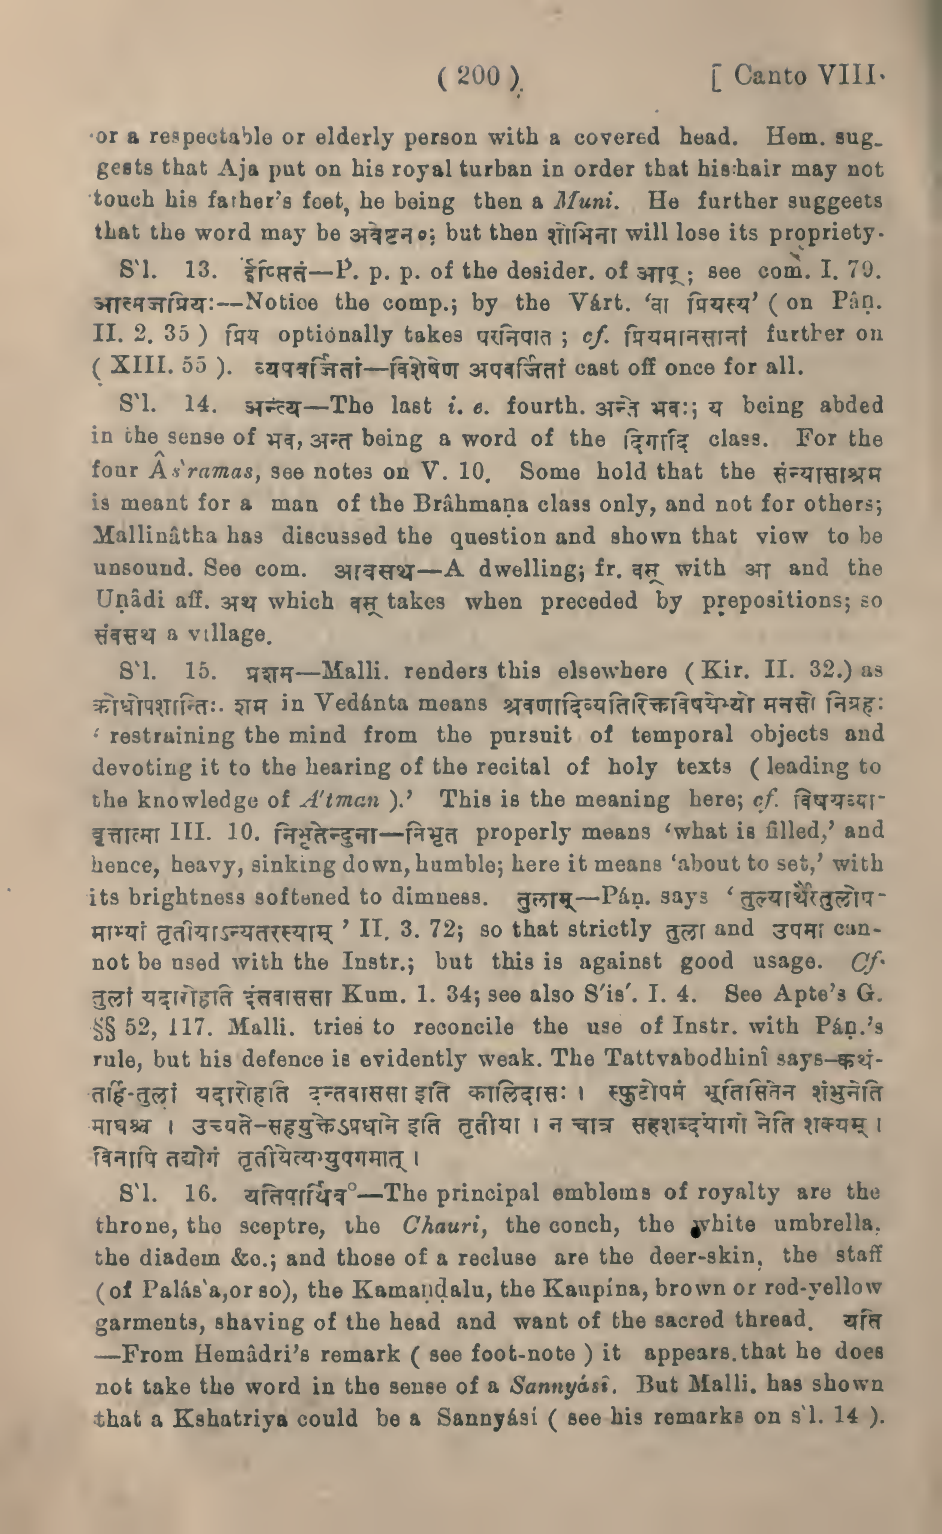 ( 200 ). [ Canto VIII.
or a respectable or elderly person with a covered head. Hem. sug-
gests that Aja put on his royal turban in order that his hair may not
touch his father's feet, he being then a Muni. He further suggests
that the word may be अवेष्टन०; but then शोभिना will lose its propriety.
S'l. 13. ईप्सितं—P. p. p. of the desider. of आप्; see com. I. 79.
आत्मजप्रियः—Notice the comp.; by the Várt. 'वा प्रियस्य' ( on Pâṇ.
II. 2. 35 ) प्रिय optionally takes परनिपात ; cf. प्रियमानसानां further on
( XIII. 55 ). व्यपवर्जितां—विशेषेण अपवर्जितां cast off once for all.
S'l. 14. अन्त्य—The last i. e. fourth. अन्ते भवः; य being abded
in the sense of भव, अन्त being a word of the दिगादि class. For the
four Âs'ramas, see notes on V. 10. Some hold that the संन्यासाश्रम
is meant for a man of the Brâhmaṇa class only, and not for others;
Mallinâtha has discussed the question and shown that view to be
unsound. See com. आवसथ—A dwelling; fr. वस् with आ and the
Uṇâdi aff. अथ which वस् takes when preceded by prepositions; so
संवसथ a village.
S'l. 15. प्रशम—Malli. renders this elsewhere ( Kir. II. 32.) as
क्रोधोपशान्तिः. शम in Vedánta means श्रवणादिव्यतिरिक्तविषयेभ्यो मनसो निग्रहः
' restraining the mind from the pursuit of temporal objects and
devoting it to the hearing of the recital of holy texts ( leading to
the knowledge of A'tman ).' This is the meaning here; cf. विषयव्या-
वृत्तात्मा III. 10. निभृतेन्दुना—निभृत properly means 'what is filled,' and
hence, heavy, sinking down, humble; here it means 'about to set,' with
its brightness softened to dimness. तुलाम्—Páṇ. says ' तुल्यार्थैरतुलोप-
माभ्यां तृतीयाऽन्यतरस्याम् ' II. 3. 72; so that strictly तुला and उपमा can-
not be used with the Instr.; but this is against good usage. Cf.
तुलां यदारोहति दंतवाससा Kum. 1. 34; see also S'is'. I. 4. See Apte's G.
§§ 52, 117. Malli. tries to reconcile the use of Instr. with Páṇ.'s
rule, but his defence is evidently weak. The Tattvabodhinî says—कथं-
तर्हि-तुलां यदारोहति दन्तवाससा इति कालिदासः । स्फुटोपमं भूतिसितेन शंभुनेति
माघश्च । उच्यते-सहयुक्तेऽप्रधाने इति तृतीया । न चात्र सहशब्दयोगो नेति शक्यम् ।
विनापि तद्योगं तृतीयेत्यभ्युपगमात् ।
S'l. 16. यतिपार्थिव°—The principal emblems of royalty are the
throne, the sceptre, the Chauri, the conch, the white umbrella,
the diadem &c.; and those of a recluse are the deer-skin, the staff
( of Palás'a, or so), the Kamaṇḍalu, the Kaupína, brown or red-yellow
garments, shaving of the head and want of the sacred thread. यति
—From Hemâdri's remark ( see foot-note ) it appears that he does
not take the word in the sense of a Sannyásî. But Malli. has shown
that a Kshatriya could be a Sannyásí ( see his remarks on s'l. 14 ).